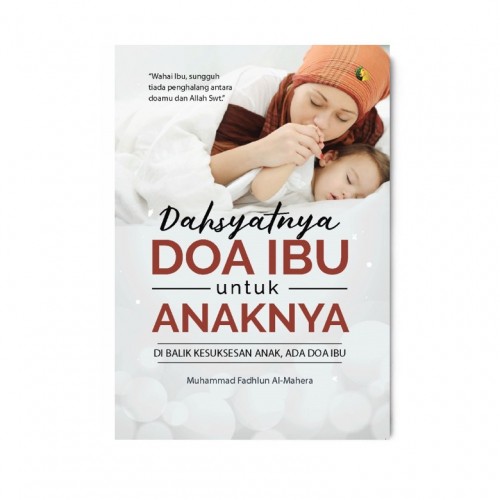 "Wahai Ibu, sungguh
tiada penghalang antara
doamu dan Allah Swt."
Dahsyatnya
DOA IBU
untuk
ANAKNYA
DI BALIK KESUKSESAN ANAK, ADA DOA IBU
Muhammad Fadhlun Al-Mahera